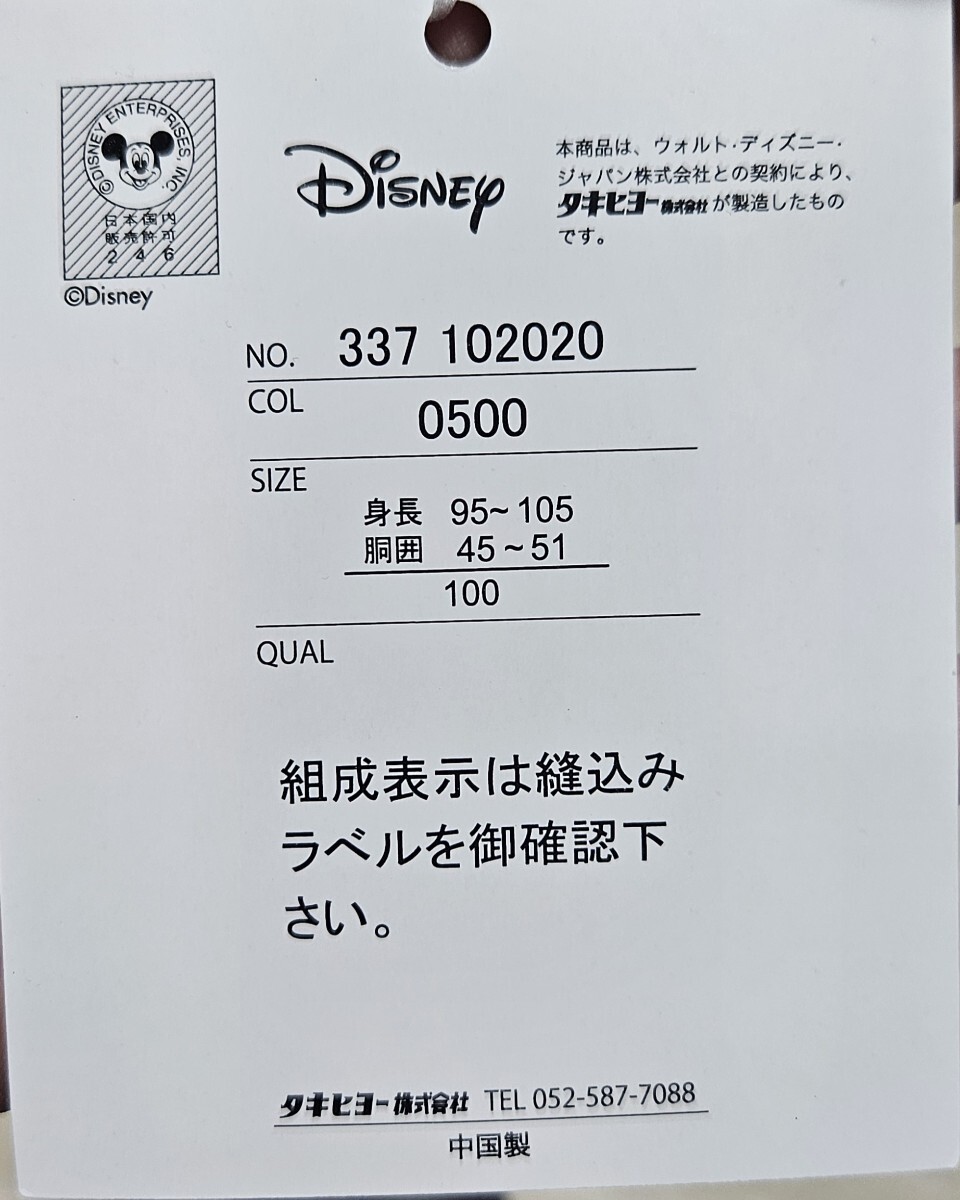 ©DISNEY ENTERPRISES, INC.
日本国内
販売許可
2 4 6
©Disney
Disney
本商品は、ウォルト・ディズニー・
ジャパン株式会社との契約により、
タキヒヨー株式会社が製造したもの
です。
NO. 337 102020
COL 0500
SIZE
身長 95~105
胴囲 45~51
100
QUAL
組成表示は縫込み
ラベルを御確認下
さい。
タキヒヨー株式会社 TEL 052-587-7088
中国製